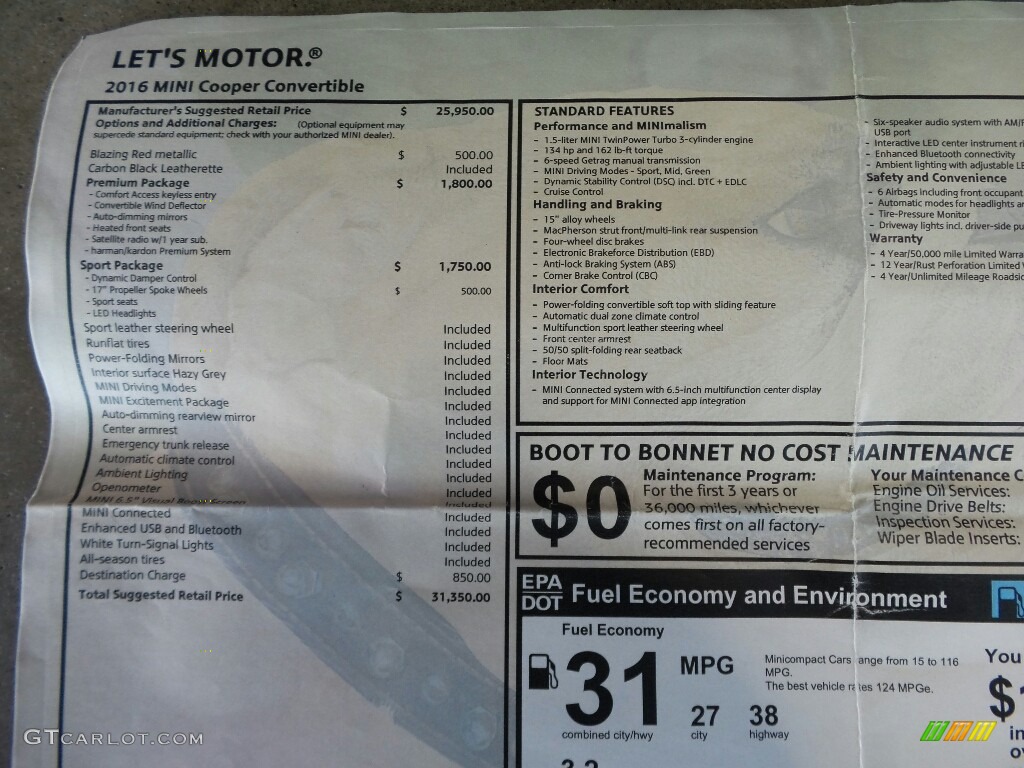 LET'S MOTOR.®
2016 MINI Cooper Convertible
Manufacturer's Suggested Retail Price $ 25,950.00
Options and Additional Charges: (Optional equipment may
supercede standard equipment; check with your authorized MINI dealer).
Blazing Red metallic $ 500.00
Carbon Black Leatherette Included
Premium Package $ 1,800.00
- Comfort Access keyless entry
- Convertible Wind Deflector
- Auto-dimming mirrors
- Heated front seats
- Satellite radio w/1 year sub.
- harman/kardon Premium System
Sport Package $ 1,750.00
- Dynamic Damper Control
- 17" Propeller Spoke Wheels $ 500.00
- Sport seats
- LED Headlights
Sport leather steering wheel Included
Runflat tires Included
Power-Folding Mirrors Included
Interior surface Hazy Grey Included
MINI Driving Modes Included
MINI Excitement Package Included
Auto-dimming rearview mirror Included
Center armrest Included
Emergency trunk release Included
Automatic climate control Included
Ambient Lighting Included
Openometer Included
MINI 6.5" Visual Boost Screen Included
MINI Connected Included
Enhanced USB and Bluetooth Included
White Turn-Signal Lights Included
All-season tires Included
Destination Charge $ 850.00
Total Suggested Retail Price $ 31,350.00
STANDARD FEATURES
Performance and MINImalism
- 1.5-liter MINI TwinPower Turbo 3-cylinder engine
- 134 hp and 162 lb-ft torque
- 6-speed Getrag manual transmission
- MINI Driving Modes - Sport, Mid, Green
- Dynamic Stability Control (DSC) incl. DTC + EDLC
- Cruise Control
Handling and Braking
- 15" alloy wheels
- MacPherson strut front/multi-link rear suspension
- Four-wheel disc brakes
- Electronic Brakeforce Distribution (EBD)
- Anti-lock Braking System (ABS)
- Corner Brake Control (CBC)
Interior Comfort
- Power-folding convertible soft top with sliding feature
- Automatic dual zone climate control
- Multifunction sport leather steering wheel
- Front center armrest
- 50/50 split-folding rear seatback
- Floor Mats
Interior Technology
- MINI Connected system with 6.5-inch multifunction center display
and support for MINI Connected app integration
- Six-speaker audio system with AM/F
USB port
- Interactive LED center instrument ri
- Enhanced Bluetooth connectivity
- Ambient lighting with adjustable LE
Safety and Convenience
- 6 Airbags including front occupant
- Automatic modes for headlights a
- Tire-Pressure Monitor
- Driveway lights incl. driver-side pu
Warranty
- 4 Year/50,000 mile Limited Warra
- 12 Year/Rust Perforation Limited
- 4 Year/Unlimited Mileage Roadsi
BOOT TO BONNET NO COST MAINTENANCE
$0
Maintenance Program:
For the first 3 years or
36,000 miles, whichever
comes first on all factory-
recommended services
Your Maintenance C
Engine Oil Services:
Engine Drive Belts:
Inspection Services:
Wiper Blade Inserts:
EPA
DOT
Fuel Economy and Environment
Fuel Economy
31 MPG
combined city/hwy
27
city
38
highway
Minicompact Cars range from 15 to 116
MPG.
The best vehicle rates 124 MPGe.
You
$
in
GTCARLOT.COM